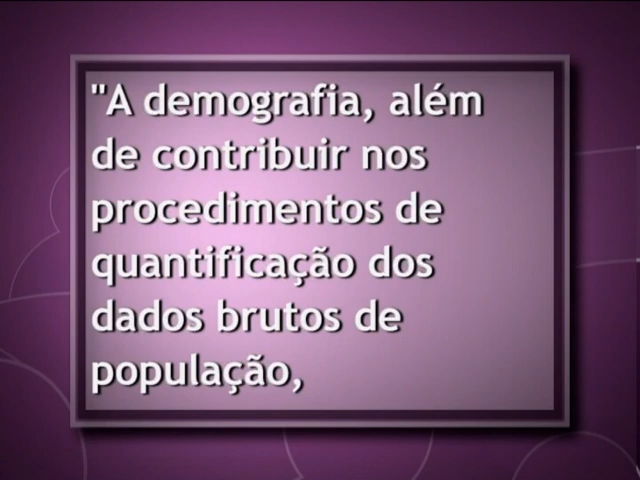 "A demografia, além
de contribuir nos
procedimentos de
quantificação dos
dados brutos de
população,